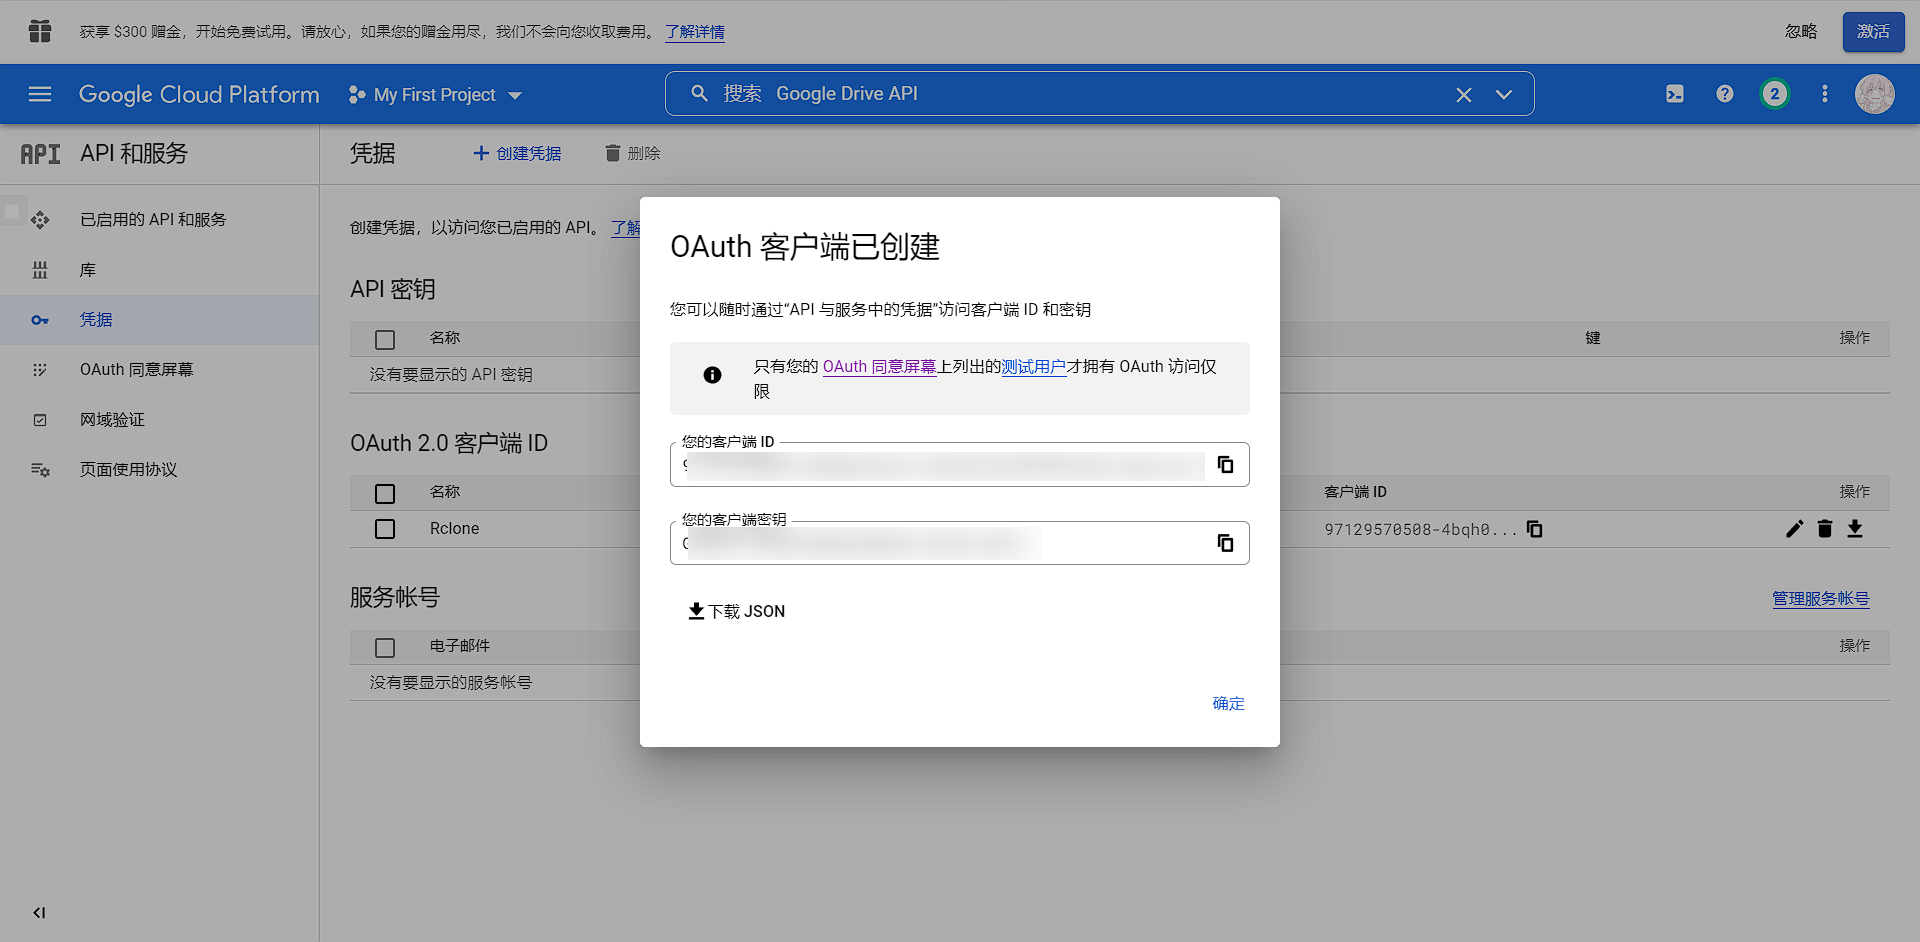 获享 $300 赠金，开始免费试用。请放心，如果您的赠金用尽，我们不会向您收取费用。 了解详情
忽略
激活
Google Cloud Platform
My First Project
搜索 Google Drive API
2
API API 和服务
凭据
创建凭据
删除
已启用的 API 和服务
库
凭据
OAuth 同意屏幕
网域验证
页面使用协议
创建凭据，以访问您已启用的 API。 了解
API 密钥
名称
键
操作
没有要显示的 API 密钥
OAuth 2.0 客户端 ID
名称
客户端 ID
操作
Rclone
97129570508-4bqh0...
服务帐号
管理服务帐号
电子邮件
操作
没有要显示的服务帐号
OAuth 客户端已创建
您可以随时通过“API 与服务中的凭据”访问客户端 ID 和密钥
只有您的 OAuth 同意屏幕上列出的测试用户才拥有 OAuth 访问仅
限
您的客户端 ID
您的客户端密钥
下载 JSON
确定